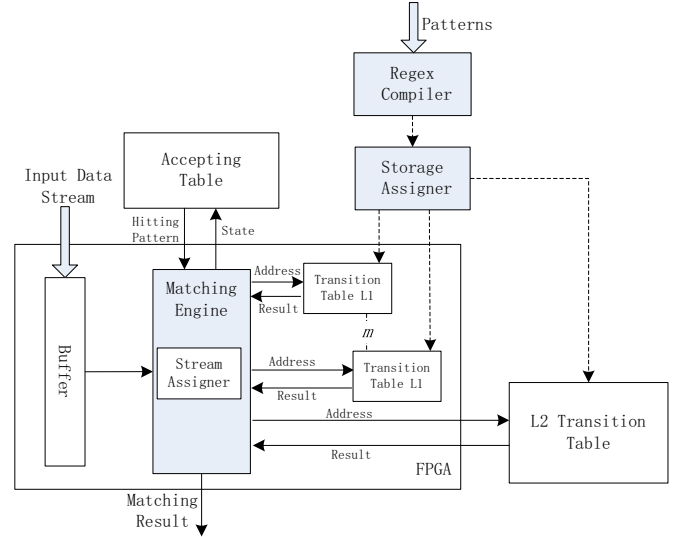 Patterns
Regex
Compiler
Accepting
Table
Storage
Assigner
Input Data
Stream
Hitting
Pattern
State
Matching
Engine
Address
Result
Transition
Table L1
m
Buffer
Stream
Assigner
Address
Result
Transition
Table L1
Address
Result
L2 Transition
Table
FPGA
Matching
Result